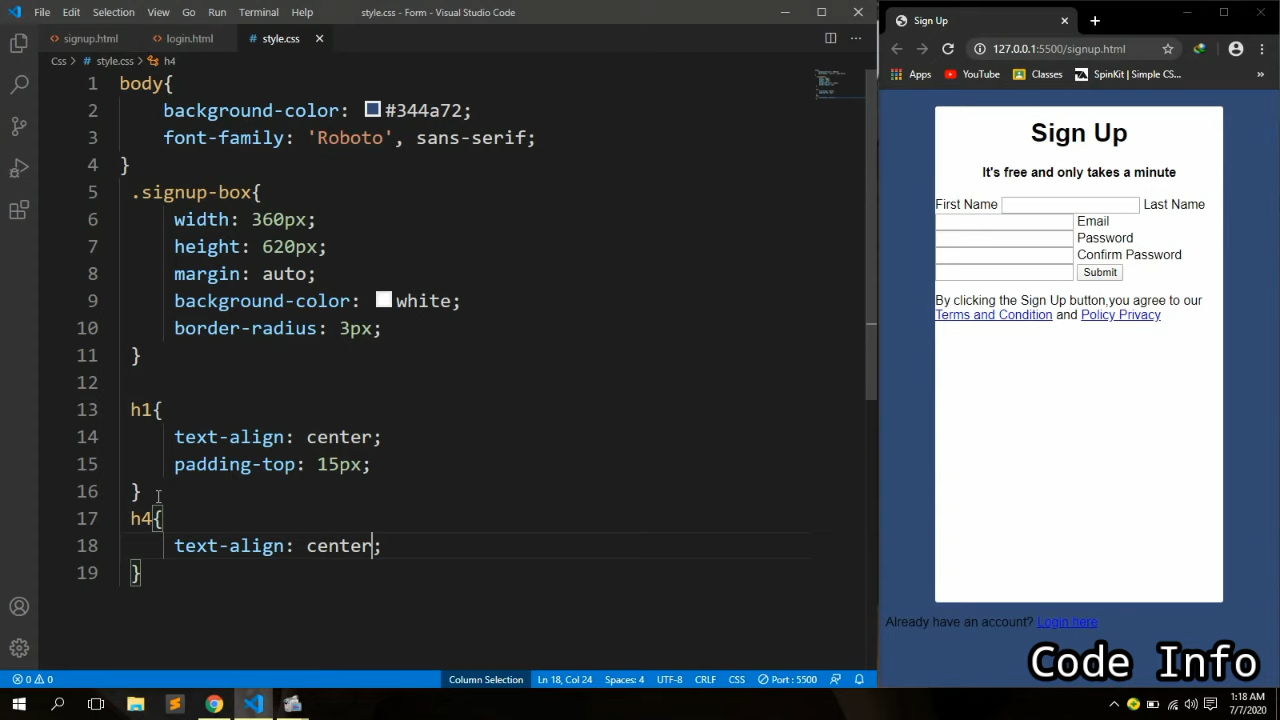 File Edit Selection View Go Run Terminal Help style.css - Form - Visual Studio Code
signup.html login.html style.css
Css > # style.css > h4
1 body{
2 background-color: #344a72;
3 font-family: 'Roboto', sans-serif;
4 }
5 .signup-box{
6 width: 360px;
7 height: 620px;
8 margin: auto;
9 background-color: white;
10 border-radius: 3px;
11 }
12
13 h1{
14 text-align: center;
15 padding-top: 15px;
16 }
17 h4{
18 text-align: center;
19 }
0 0 Column Selection Ln 18, Col 24 Spaces: 4 UTF-8 CRLF CSS Port : 5500
Sign Up
127.0.0.1:5500/signup.html
Apps YouTube Classes SpinKit | Simple CS... »
Sign Up
It's free and only takes a minute
First Name Last Name
Email
Password
Confirm Password
Submit
By clicking the Sign Up button,you agree to our
Terms and Condition and Policy Privacy
Already have an account? Login here
Code Info
1:18 AM
7/7/2020